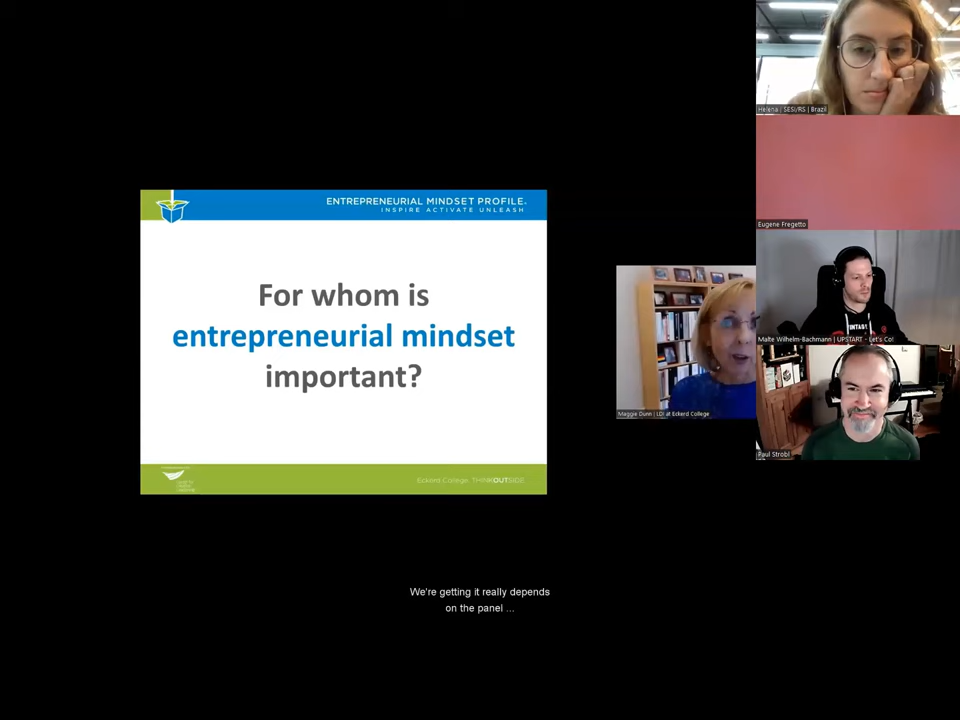 ENTREPRENEURIAL MINDSET PROFILE
INSPIRE ACTIVATE UNLEASH
For whom is
entrepreneurial mindset
important?
Eckerd College. THINKOUTSIDE
Helena | SESI/RS | Brazil
Eugene Fregetto
Malte Wilhelm-Bachmann | UPSTART - Let's Go!
Maggie Dunn | LDI at Eckerd College
Paul Strobl
We're getting it really depends
on the panel ...